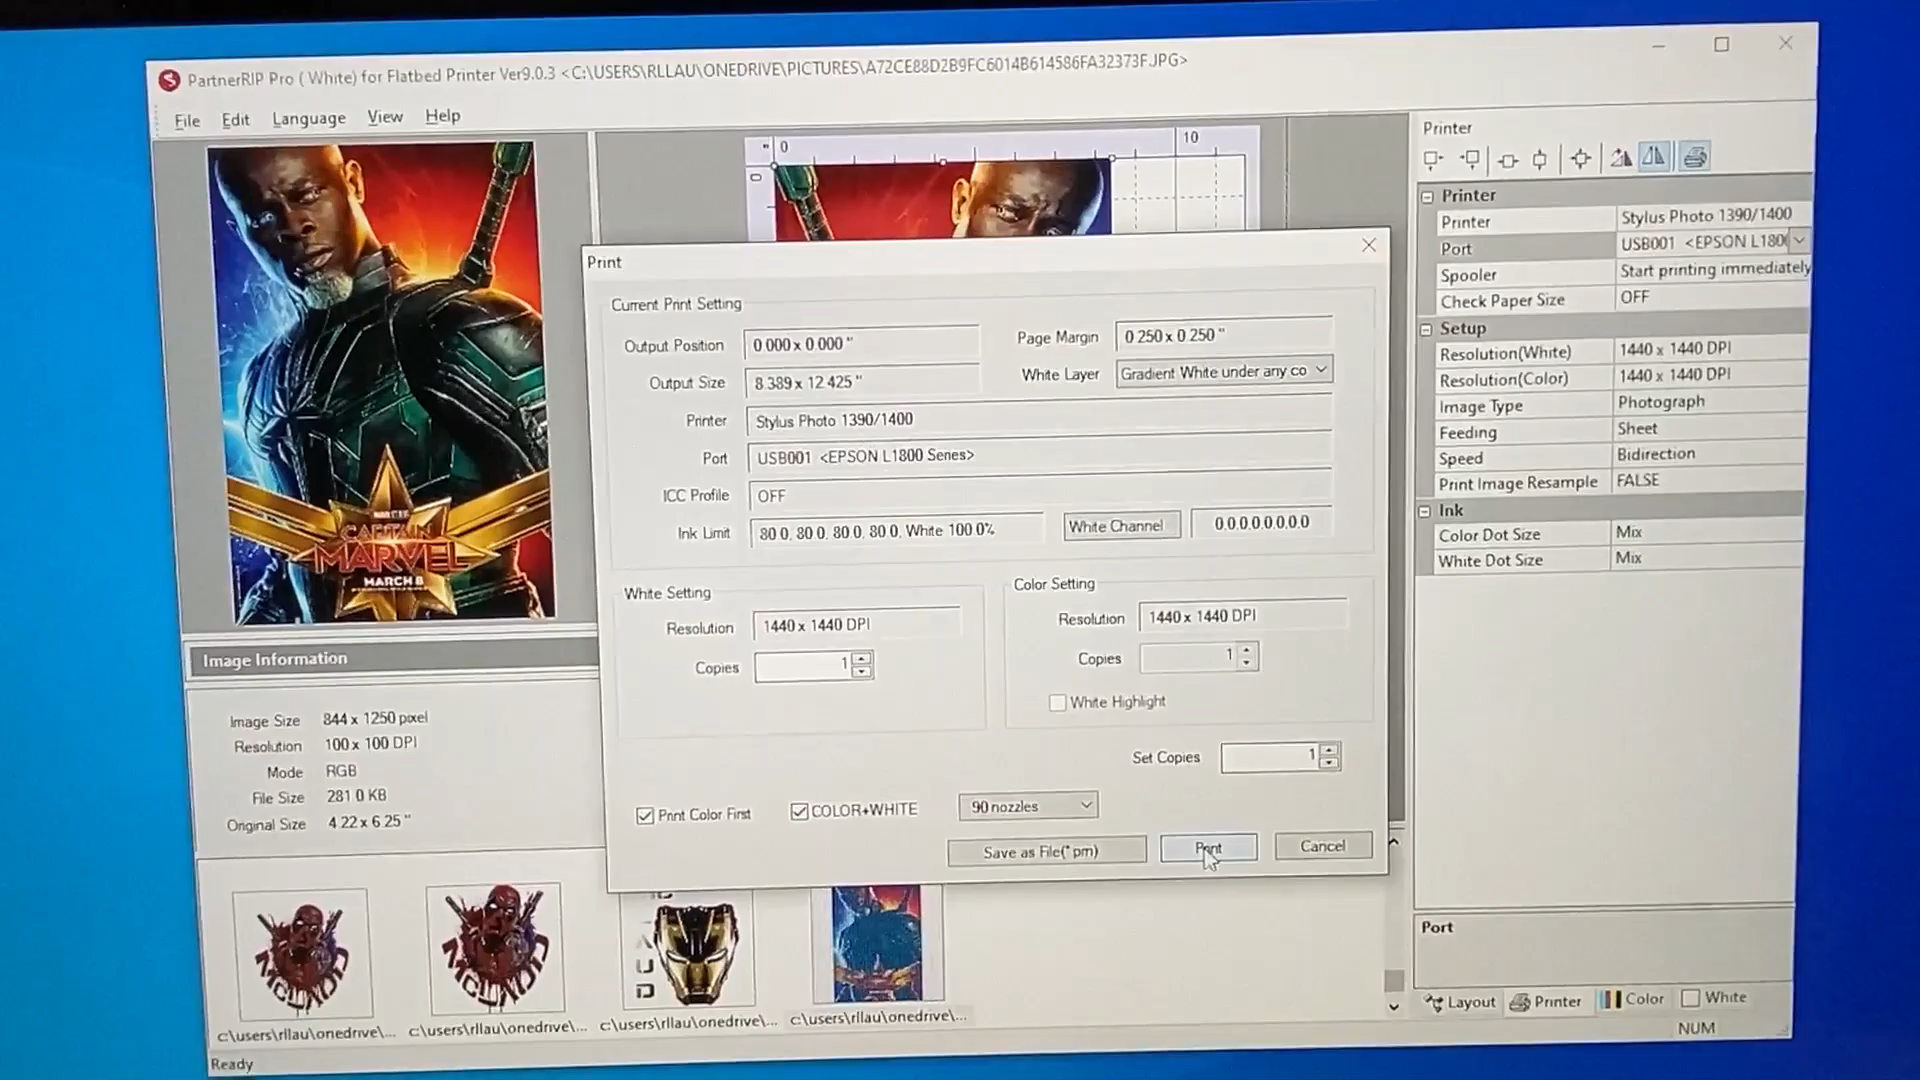 PartnerRIP Pro ( White) for Flatbed Printer Ver9.0.3 <C:\USERS\RLLAU\ONEDRIVE\PICTURES\A72CE88D2B9FC6014B614586FA32373F.JPG>
File Edit Language View Help
" 0 10
0
CAPTAIN
MARVEL
MARCH 8
Print
Current Print Setting
Output Position 0.000 x 0.000 " Page Margin 0.250 x 0.250 "
Output Size 8.389 x 12.425 " White Layer Gradient White under any co
Printer Stylus Photo 1390/1400
Port USB001 <EPSON L1800 Series>
ICC Profile OFF
Ink Limit 80.0, 80.0, 80.0, 80.0, White 100.0% White Channel 0.0.0.0.0.0.0.0
White Setting
Resolution 1440 x 1440 DPI
Copies 1
Color Setting
Resolution 1440 x 1440 DPI
Copies 1
White Highlight
Set Copies 1
Print Color First COLOR+WHITE 90 nozzles
Save as File(*.prn) Print Cancel
Image Information
Image Size 844 x 1250 pixel
Resolution 100 x 100 DPI
Mode RGB
File Size 281.0 KB
Original Size 4.22 x 6.25 "
c:\users\rllau\onedrive\... c:\users\rllau\onedrive\... c:\users\rllau\onedrive\... c:\users\rllau\onedrive\...
Ready
Printer
Printer
Printer Stylus Photo 1390/1400
Port USB001 <EPSON L180
Spooler Start printing immediately
Check Paper Size OFF
Setup
Resolution(White) 1440 x 1440 DPI
Resolution(Color) 1440 x 1440 DPI
Image Type Photograph
Feeding Sheet
Speed Bidirection
Print Image Resample FALSE
Ink
Color Dot Size Mix
White Dot Size Mix
Port
Layout Printer Color White
NUM